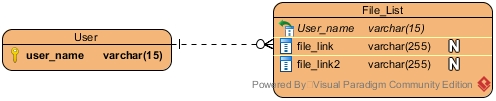 User
user_name varchar(15)
File_List
User_name varchar(15)
file_link varchar(255) N
file_link2 varchar(255) N
Powered By Visual Paradigm Community Edition